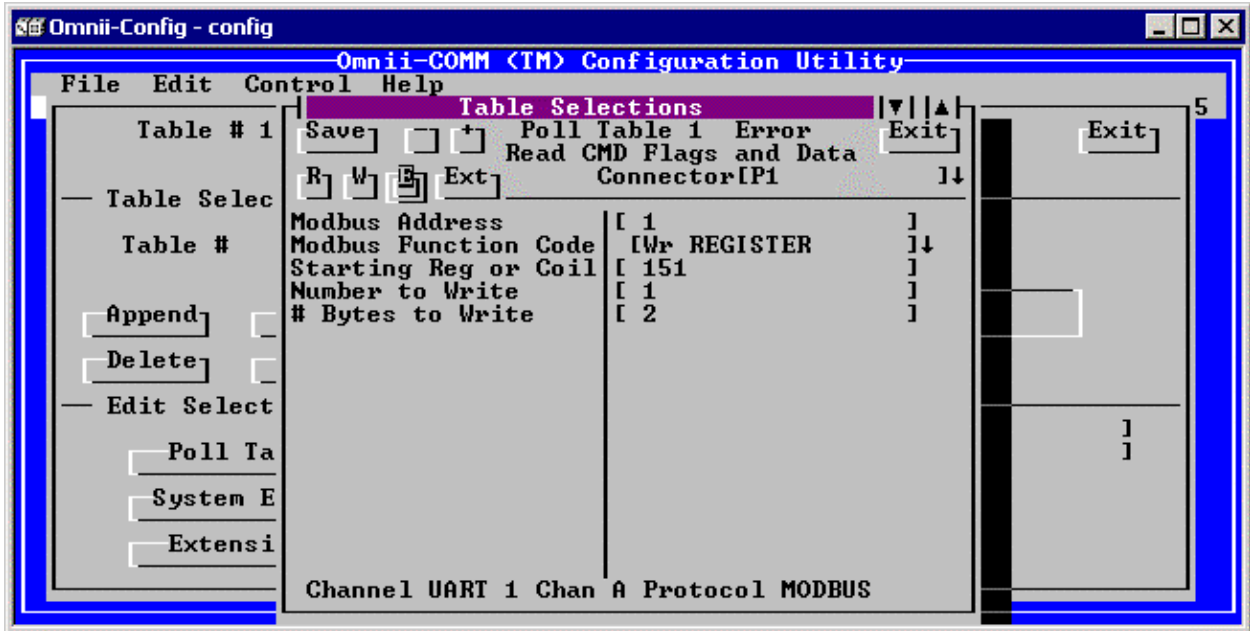 Omnii-Config - config
Omnii-COMM (TM) Configuration Utility
File Edit Control Help
Table Selections
5
Table # 1
Save - + Poll Table 1 Error Exit
Exit
Read CMD Flags and Data
R W E Ext Connector[P1 ]↓
Table Selec
Modbus Address [ 1 ]
Table #
Modbus Function Code [Wr REGISTER ]↓
Starting Reg or Coil [ 151 ]
Number to Write [ 1 ]
Append
# Bytes to Write [ 2 ]
Delete
Edit Select
]
Poll Ta ]
System E
Extensi
Channel UART 1 Chan A Protocol MODBUS